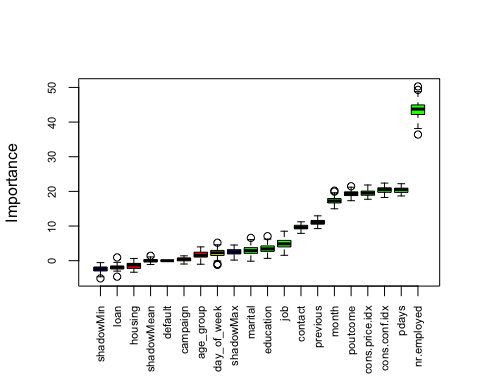 Importance
50
40
30
20
10
0
shadowMin
loan
housing
shadowMean
default
campaign
age_group
day_of_week
shadowMax
marital
education
job
contact
previous
month
poutcome
cons.price.idx
cons.conf.idx
pdays
nr.employed